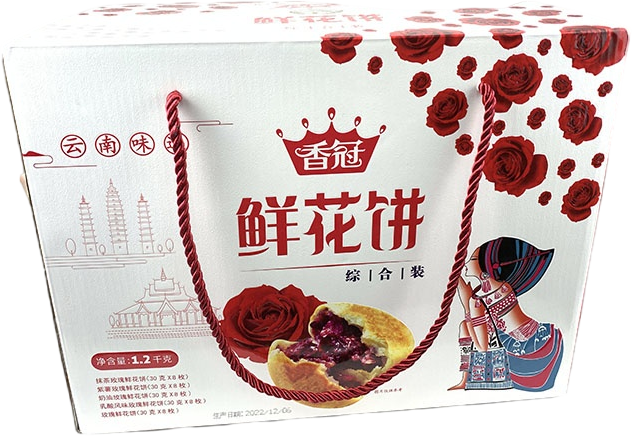 云南味
香冠
鲜花饼
综|合|装
净含量:1.2千克
抹茶玫瑰鲜花饼(30克X8枚)
紫薯玫瑰鲜花饼(30克X8枚)
奶油玫瑰鲜花饼(30克X8枚)
乳酸风味玫瑰鲜花饼(30克X8枚)
玫瑰鲜花饼(30克X8枚)
生产日期: 2022/12/06